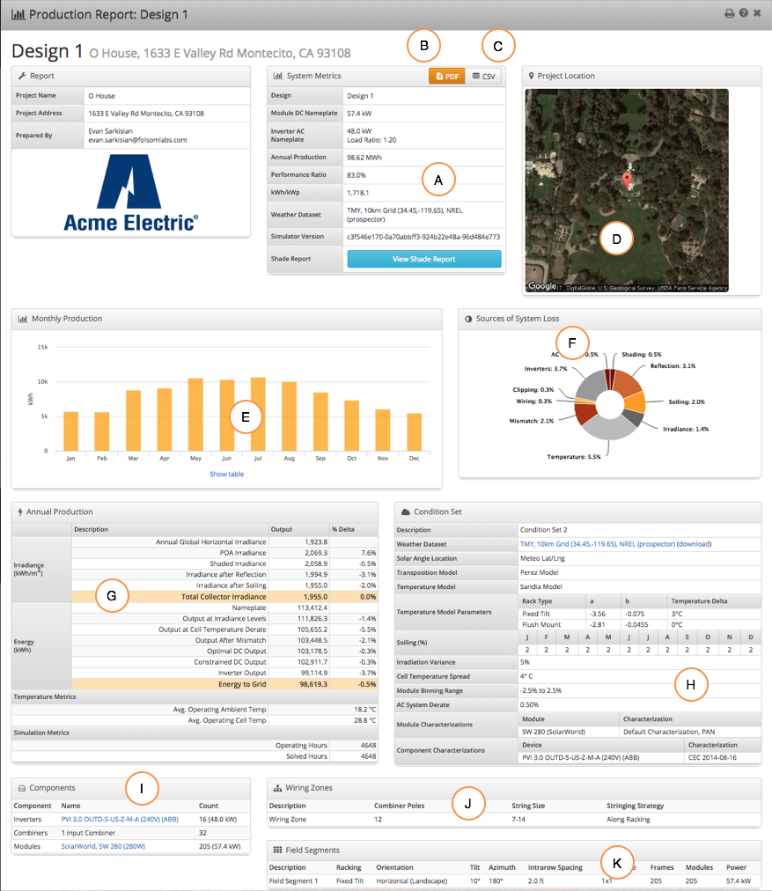 Production Report: Design 1
Design 1 O House, 1633 E Valley Rd Montecito, CA 93108
B
C
Report
Project Name O House
Project Address 1633 E Valley Rd Montecito, CA 93108
Prepared By Evan Sarkisian
evan.sarkisian@folsomlabs.com
Acme Electric®
System Metrics PDF CSV
Design Design 1
Module DC Nameplate 57.4 kW
Inverter AC Nameplate 48.0 kW
Load Ratio: 1.20
Annual Production 98.62 MWh
Performance Ratio 83.0%
A
kWh/kWp 1,718.1
Weather Dataset TMY, 10km Grid (34.45,-119.65), NREL
(prospector)
Simulator Version c3f546e170-0a70abbff3-924b22e48a-96d484e773
Shade Report View Shade Report
Project Location
D
Google
DigitalGlobe, U.S. Geological Survey, USDA Farm Service Agency
Monthly Production
15k
10k
5k
0
kWh
E
Jan Feb Mar Apr May Jun Jul Aug Sep Oct Nov Dec
Show table
Sources of System Loss
F
AC 0.5% Shading: 0.5%
Inverters: 3.7% Reflection: 3.1%
Clipping: 0.3%
Wiring: 0.3% Soiling: 2.0%
Mismatch: 2.1% Irradiance: 1.4%
Temperature: 5.5%
Annual Production
Description Output % Delta
Irradiance
(kWh/m²)
Annual Global Horizontal Irradiance 1,923.8
POA Irradiance 2,069.3 7.6%
Shaded Irradiance 2,058.9 -0.5%
Irradiance after Reflection 1,994.9 -3.1%
Irradiance after Soiling 1,955.0 -2.0%
Total Collector Irradiance 1,955.0 0.0%
G
Energy
(kWh)
Nameplate 113,412.4
Output at Irradiance Levels 111,826.3 -1.4%
Output at Cell Temperature Derate 105,655.2 -5.5%
Output After Mismatch 103,448.5 -2.1%
Optimal DC Output 103,178.5 -0.3%
Constrained DC Output 102,911.7 -0.3%
Inverter Output 99,114.9 -3.7%
Energy to Grid 98,619.3 -0.5%
Temperature Metrics
Avg. Operating Ambient Temp 18.2 °C
Avg. Operating Cell Temp 28.8 °C
Simulation Metrics
Operating Hours 4648
Solved Hours 4648
Condition Set
Description Condition Set 2
Weather Dataset TMY, 10km Grid (34.45,-119.65), NREL (prospector) (download)
Solar Angle Location Meteo Lat/Lng
Transposition Model Perez Model
Temperature Model Sandia Model
Temperature Model Parameters
Rack Type a b Temperature Delta
Fixed Tilt -3.56 -0.075 3°C
Flush Mount -2.81 -0.0455 0°C
Soiling (%)
J F M A M J J A S O N D
2 2 2 2 2 2 2 2 2 2 2 2
Irradiation Variance 5%
Cell Temperature Spread 4° C
Module Binning Range -2.5% to 2.5%
H
AC System Derate 0.50%
Module Characterizations
Module Characterization
SW 280 (SolarWorld) Default Characterization, PAN
Component Characterizations
Device Characterization
PVI 3.0 OUTD-S-US-Z-M-A (240V) (ABB) CEC 2014-08-16
Components
I
Component Name Count
Inverters PVI 3.0 OUTD-S-US-Z-M-A (240V) (ABB) 16 (48.0 kW)
Combiners 1 input Combiner 32
Modules SolarWorld, SW 280 (280W) 205 (57.4 kW)
Wiring Zones
J
Description Combiner Poles String Size Stringing Strategy
Wiring Zone 12 7-14 Along Racking
Field Segments
K
Description Racking Orientation Tilt Azimuth Intrarow Spacing Frames Modules Power
Field Segment 1 Fixed Tilt Horizontal (Landscape) 10° 180° 2.0 ft 1x1 205 205 57.4 kW